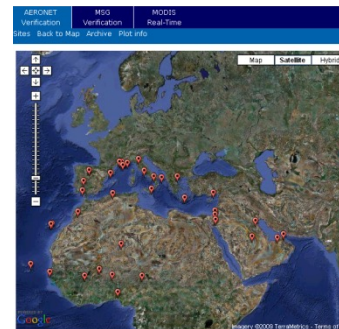 AERONET MSG MODIS
Verification Verification Real-Time
Sites Back to Map Archive Plot info
Map Satellite Hybrid
Google
Imagery ©2009 TerraMetrics - Terms of